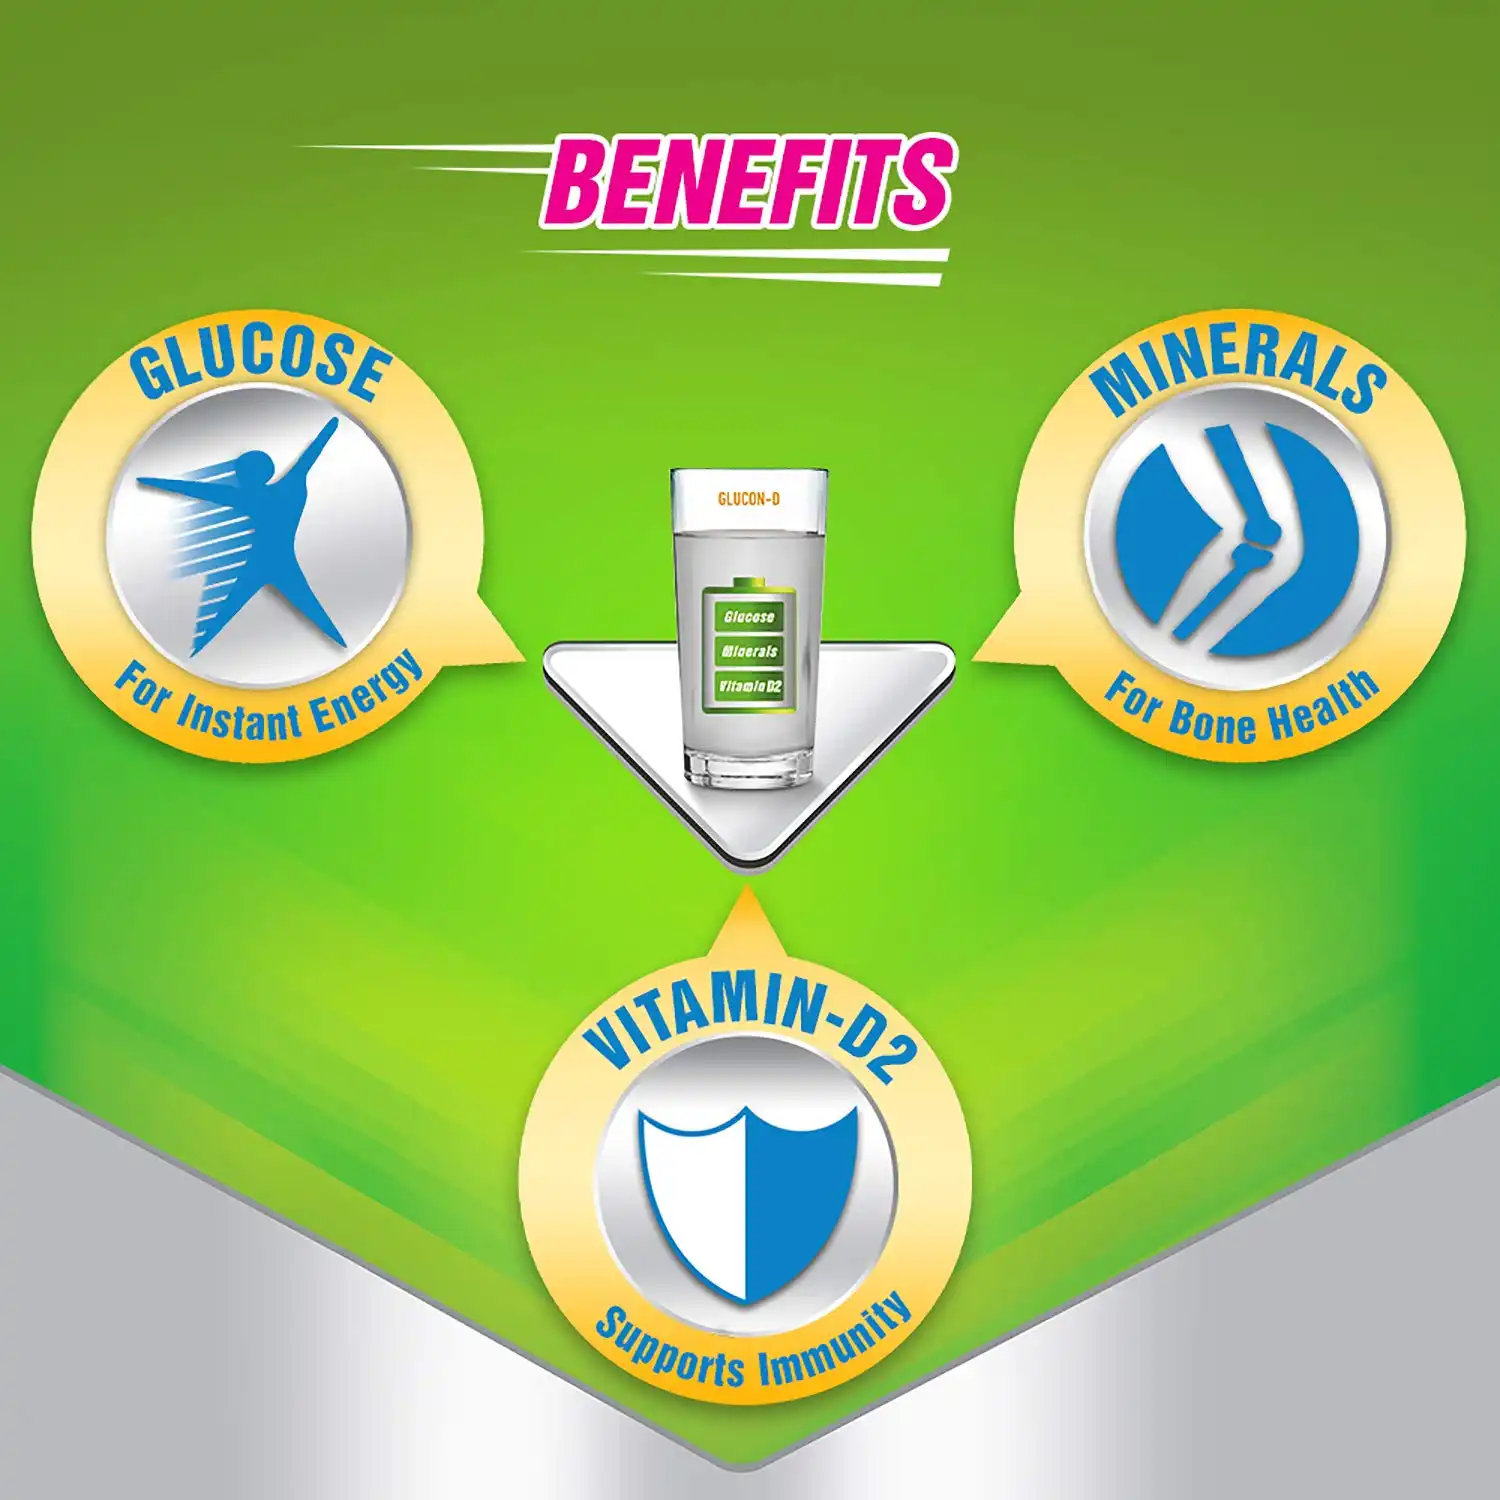 BENEFITS
GLUCOSE
For Instant Energy
MINERALS
For Bone Health
GLUCON-D
Glucose
Minerals
Vitamin D2
VITAMIN-D2
Supports Immunity